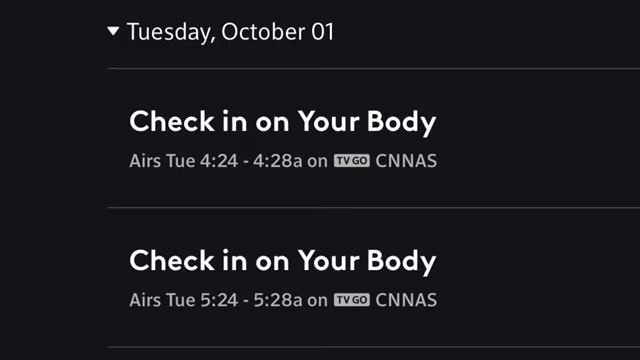 Tuesday, October 01
Check in on Your Body
Airs Tue 4:24 - 4:28a on TV GO CNNAS
Check in on Your Body
Airs Tue 5:24 - 5:28a on TV GO CNNAS